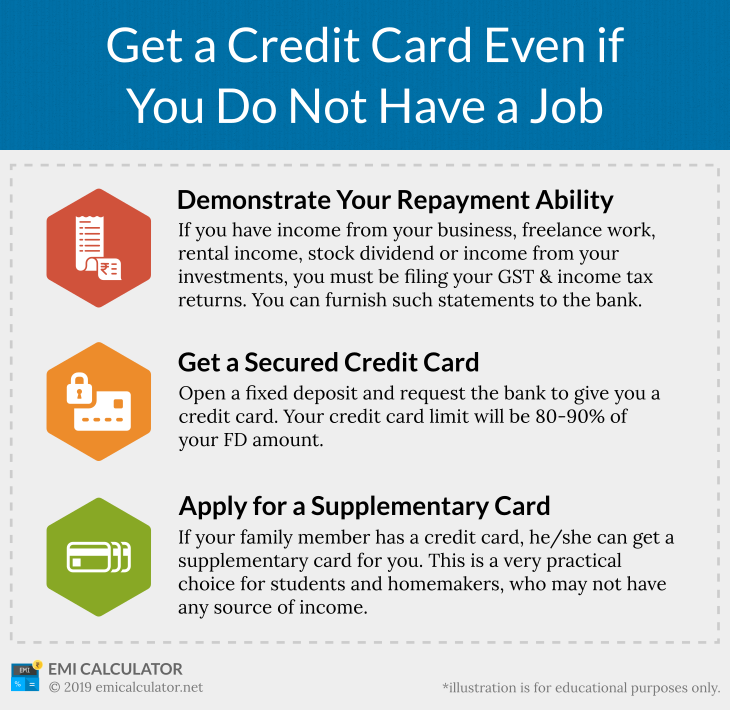 Get a Credit Card Even if
You Do Not Have a Job
Demonstrate Your Repayment Ability
If you have income from your business, freelance work,
rental income, stock dividend or income from your
investments, you must be filing your GST & income tax
returns. You can furnish such statements to the bank.
₹
Get a Secured Credit Card
Open a fixed deposit and request the bank to give you a
credit card. Your credit card limit will be 80-90% of
your FD amount.
Apply for a Supplementary Card
If your family member has a credit card, he/she can get a
supplementary card for you. This is a very practical
choice for students and homemakers, who may not have
any source of income.
EMI ₹
% =
EMI CALCULATOR
© 2019 emicalculator.net
*illustration is for educational purposes only.